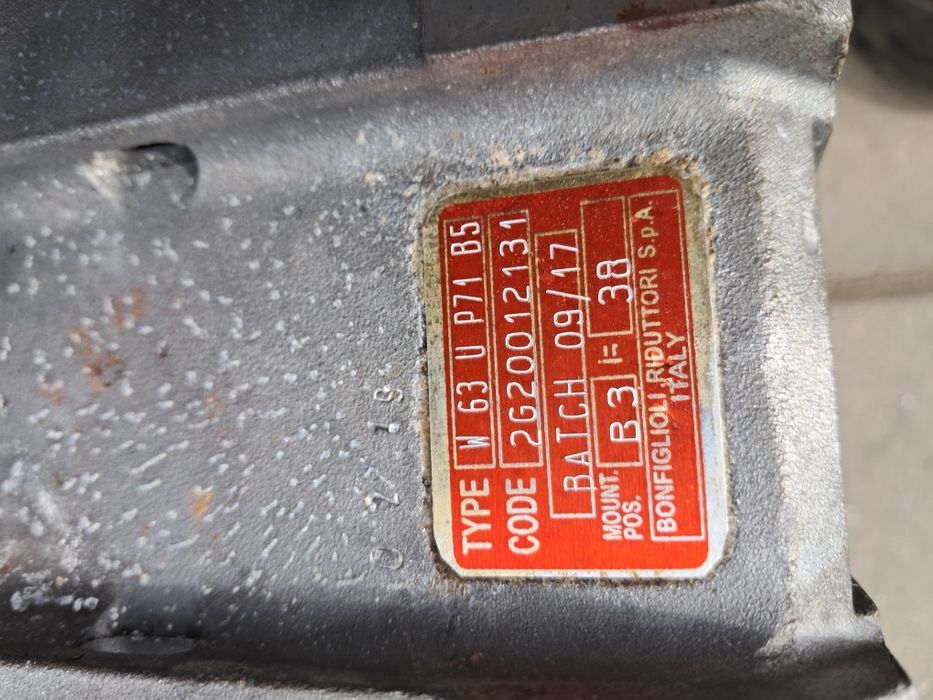 TYPE W 63 U P71 B5
CODE 2G20012131
BATCH 09/17
MOUNT. POS. B3 i= 38
BONFIGLIOLI RIDUTTORI S.p.A.
ITALY